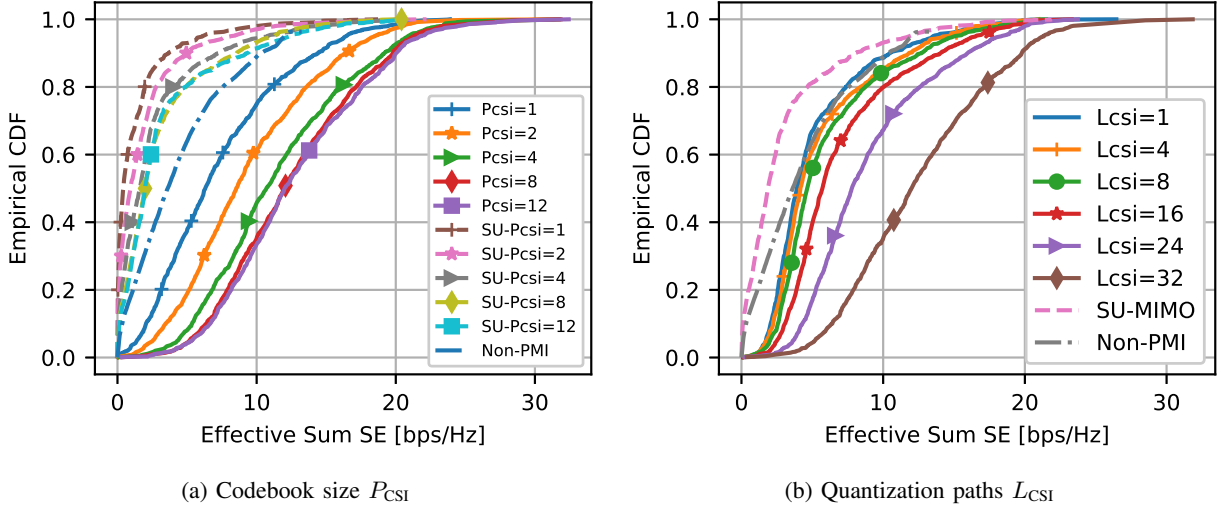 1.0
0.8
0.6
0.4
0.2
0.0
Empirical CDF
0 10 20 30
Effective Sum SE [bps/Hz]
Pcsi=1
Pcsi=2
Pcsi=4
Pcsi=8
Pcsi=12
SU-Pcsi=1
SU-Pcsi=2
SU-Pcsi=4
SU-Pcsi=8
SU-Pcsi=12
Non-PMI
(a) Codebook size P_CSI
1.0
0.8
0.6
0.4
0.2
0.0
Empirical CDF
0 10 20 30
Effective Sum SE [bps/Hz]
Lcsi=1
Lcsi=4
Lcsi=8
Lcsi=16
Lcsi=24
Lcsi=32
SU-MIMO
Non-PMI
(b) Quantization paths L_CSI